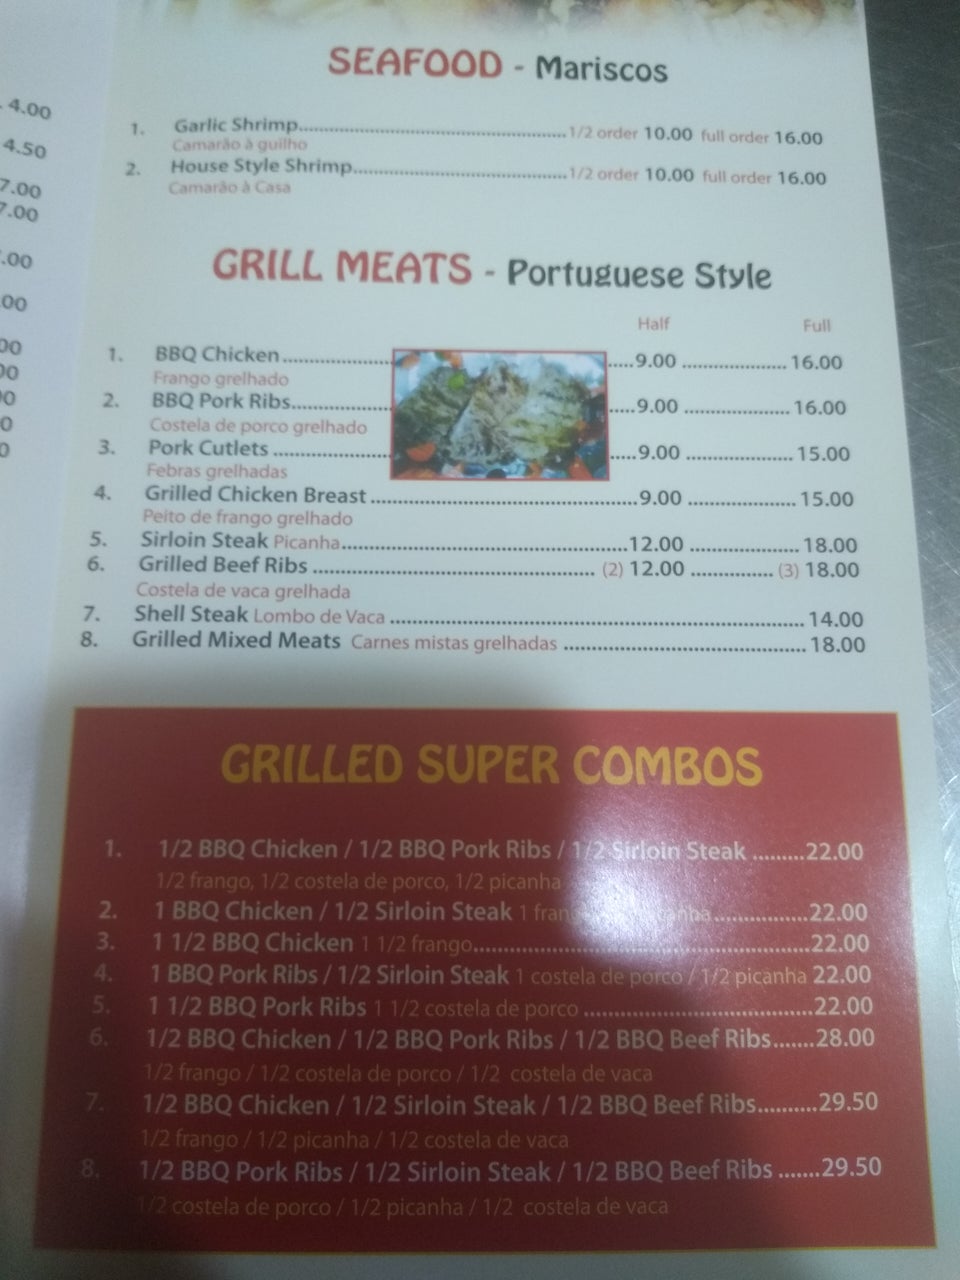 4.00
4.50
7.00
7.00
.00
.00
00
00
00
0
0
SEAFOOD - Mariscos
1. Garlic Shrimp 1/2 order 10.00 full order 16.00
Camarão à guilho
2. House Style Shrimp 1/2 order 10.00 full order 16.00
Camarão à Casa
GRILL MEATS - Portuguese Style
Half Full
1. BBQ Chicken 9.00 16.00
Frango grelhado
2. BBQ Pork Ribs 9.00 16.00
Costela de porco grelhado
3. Pork Cutlets 9.00 15.00
Febras grelhadas
4. Grilled Chicken Breast 9.00 15.00
Peito de frango grelhado
5. Sirloin Steak Picanha 12.00 18.00
6. Grilled Beef Ribs (2) 12.00 (3) 18.00
Costela de vaca grelhada
7. Shell Steak Lombo de Vaca 14.00
8. Grilled Mixed Meats Carnes mistas grelhadas 18.00
GRILLED SUPER COMBOS
1. 1/2 BBQ Chicken / 1/2 BBQ Pork Ribs / 1/2 Sirloin Steak 22.00
1/2 frango, 1/2 costela de porco, 1/2 picanha
2. 1 BBQ Chicken / 1/2 Sirloin Steak 1 22.00
3. 1 1/2 BBQ Chicken 1 1/2 frango 22.00
4. 1 BBQ Pork Ribs / 1/2 Sirloin Steak 1 costela de porco / 1/2 picanha 22.00
5. 1 1/2 BBQ Pork Ribs 1 1/2 costela de porco 22.00
6. 1/2 BBQ Chicken / 1/2 BBQ Pork Ribs / 1/2 BBQ Beef Ribs 28.00
1/2 frango / 1/2 costela de porco / 1/2 costela de vaca
7. 1/2 BBQ Chicken / 1/2 Sirloin Steak / 1/2 BBQ Beef Ribs 29.50
1/2 frango / 1/2 picanha / 1/2 costela de vaca
8. 1/2 BBQ Pork Ribs / 1/2 Sirloin Steak / 1/2 BBQ Beef Ribs 29.50
1/2 costela de porco / 1/2 picanha / 1/2 costela de vaca